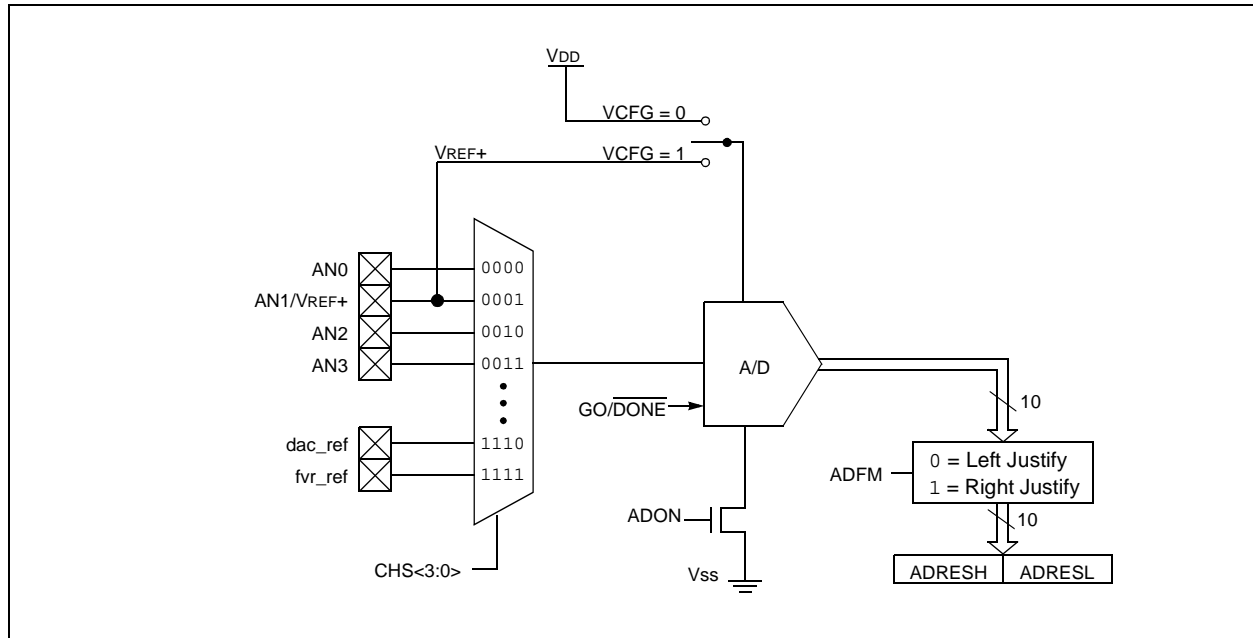 VDD
VCFG = 0
VREF+
VCFG = 1
AN0
0000
AN1/VREF+
0001
AN2
0010
AN3
0011
A/D
GO/DONE
10
dac_ref
1110
fvr_ref
1111
ADFM
0 = Left Justify
1 = Right Justify
ADON
10
CHS<3:0>
Vss
ADRESH
ADRESL